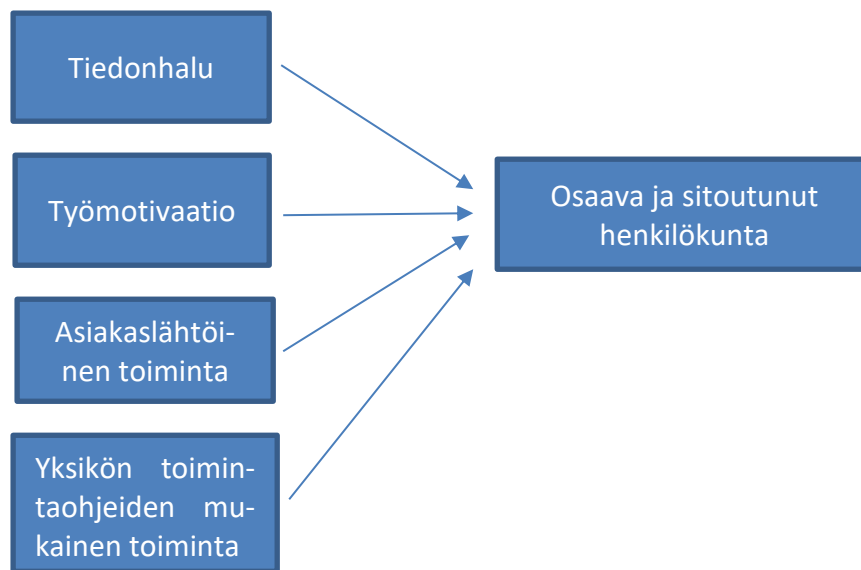 Tiedonhalu
Työmotivaatio
Osaava ja sitoutunut
henkilökunta
Asiakaslähtöi-
nen toiminta
Yksikön toimin-
taohjeiden mu-
kainen toiminta